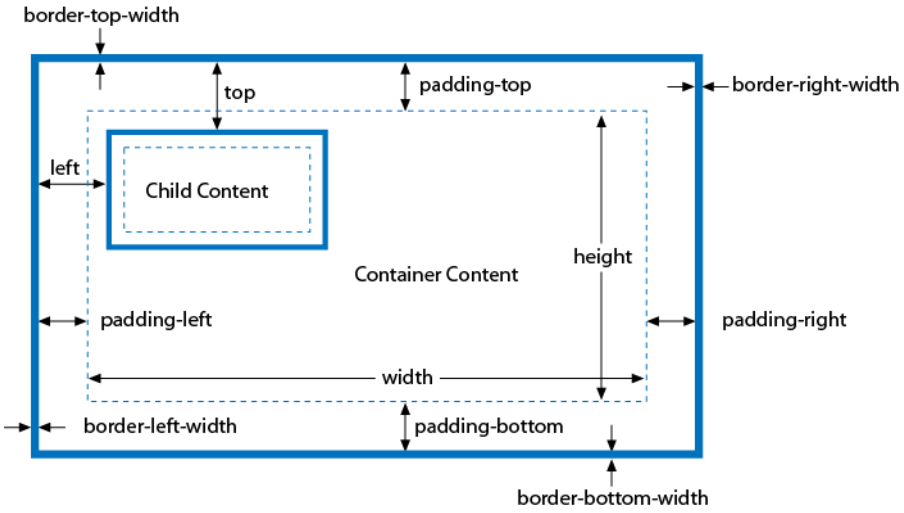 border-top-width
top
padding-top
border-right-width
left
Child Content
height
Container Content
padding-left
padding-right
width
border-left-width
padding-bottom
border-bottom-width